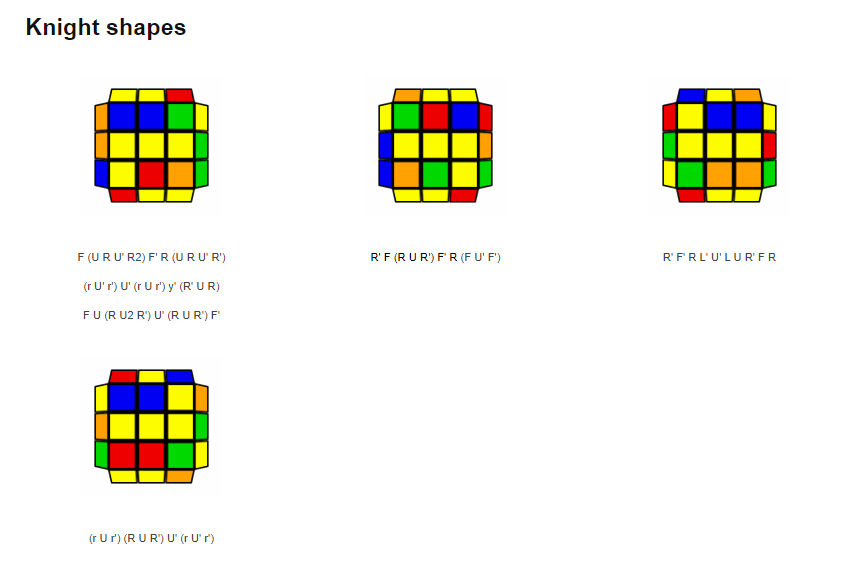 Knight shapes
F (U R U' R2) F' R (U R U' R')
R' F (R U R') F' R (F U' F')
R' F' R L' U' L U R' F R
(r U' r') U' (r U r') y' (R' U R)
F U (R U2 R') U' (R U R') F'
(r U r') (R U R') U' (r U' r')